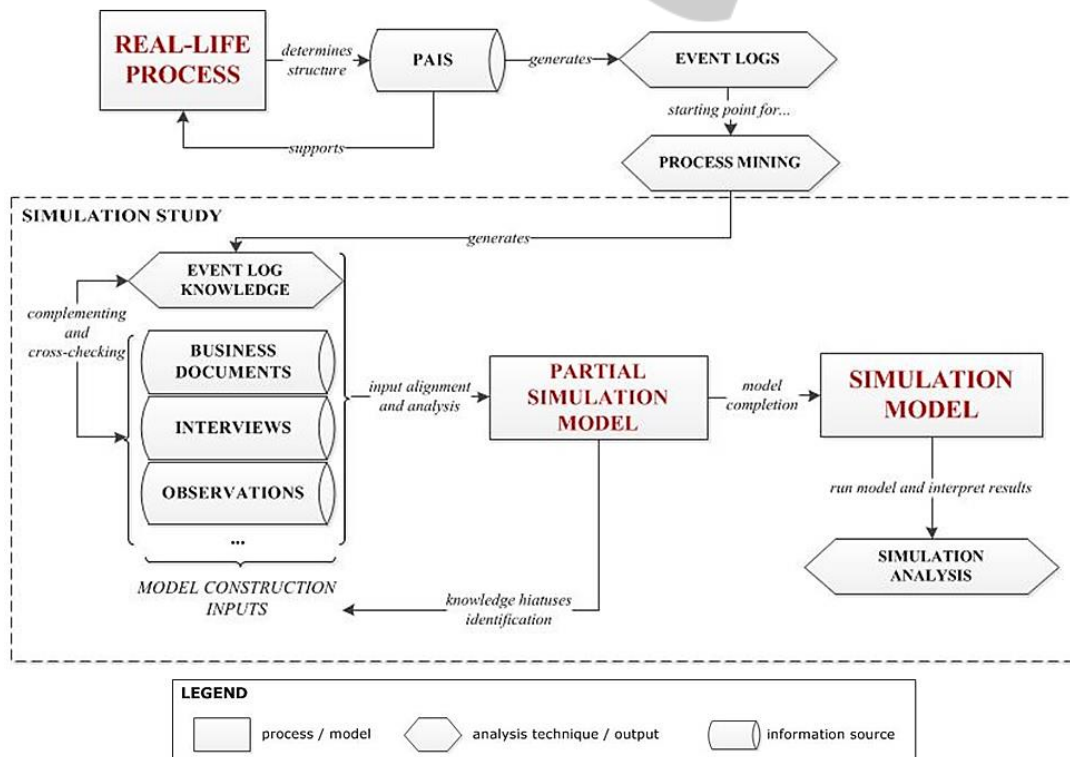 REAL-LIFE
PROCESS
determines
structure
PAIS
generates
EVENT LOGS
supports
starting point for...
PROCESS MINING
SIMULATION STUDY
generates
EVENT LOG
KNOWLEDGE
complementing
and
cross-checking
BUSINESS
DOCUMENTS
INTERVIEWS
OBSERVATIONS
...
MODEL CONSTRUCTION
INPUTS
input alignment
and analysis
PARTIAL
SIMULATION
MODEL
model
completion
SIMULATION
MODEL
knowledge hiatuses
identification
run model and interpret results
SIMULATION
ANALYSIS
LEGEND
process / model
analysis technique / output
information source